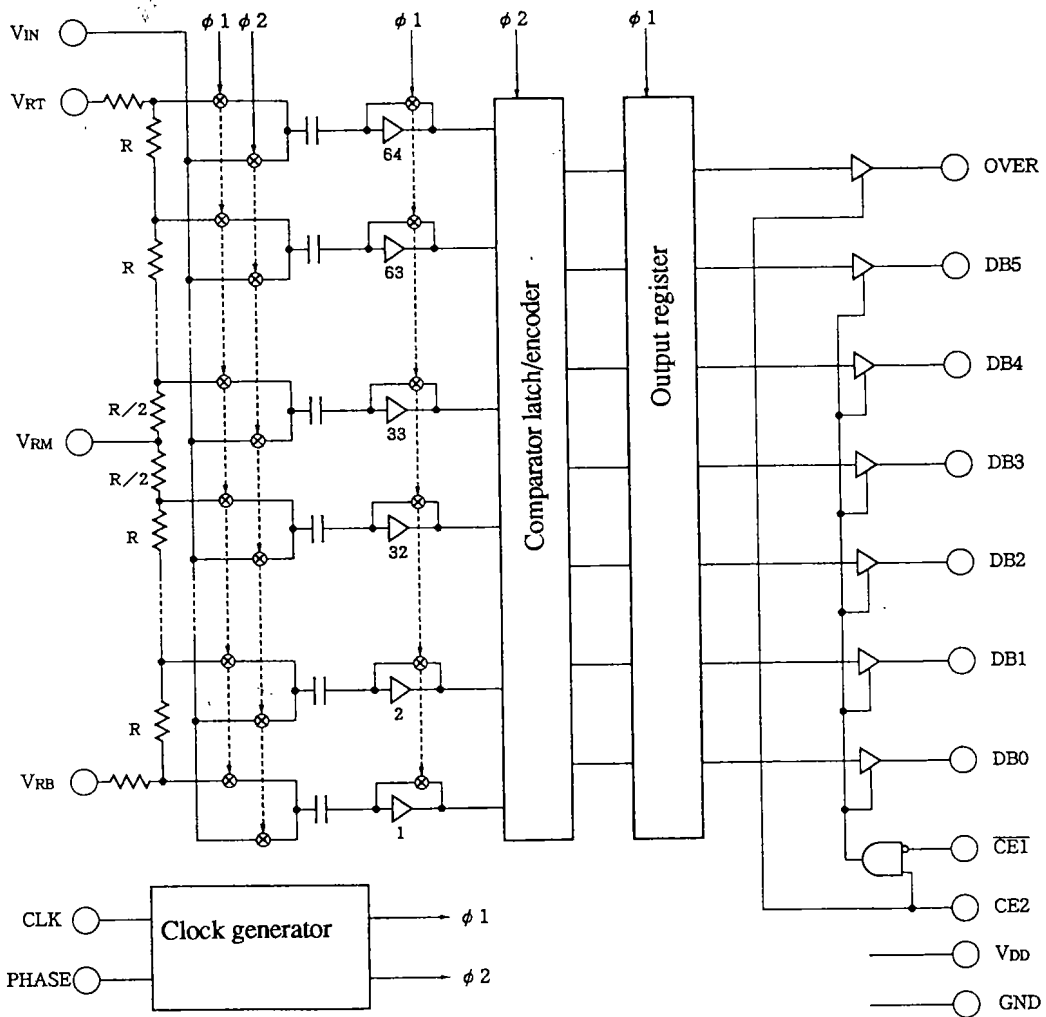 VIN
φ1
φ2
φ1
φ2
φ1
VRT
R
64
OVER
R
63
DB5
R/2
33
DB4
VRM
R/2
32
DB3
R
Comparator latch/encoder
Output register
DB2
2
DB1
R
VRB
1
DB0
CE1
CLK
Clock generator
φ1
CE2
VDD
PHASE
φ2
GND